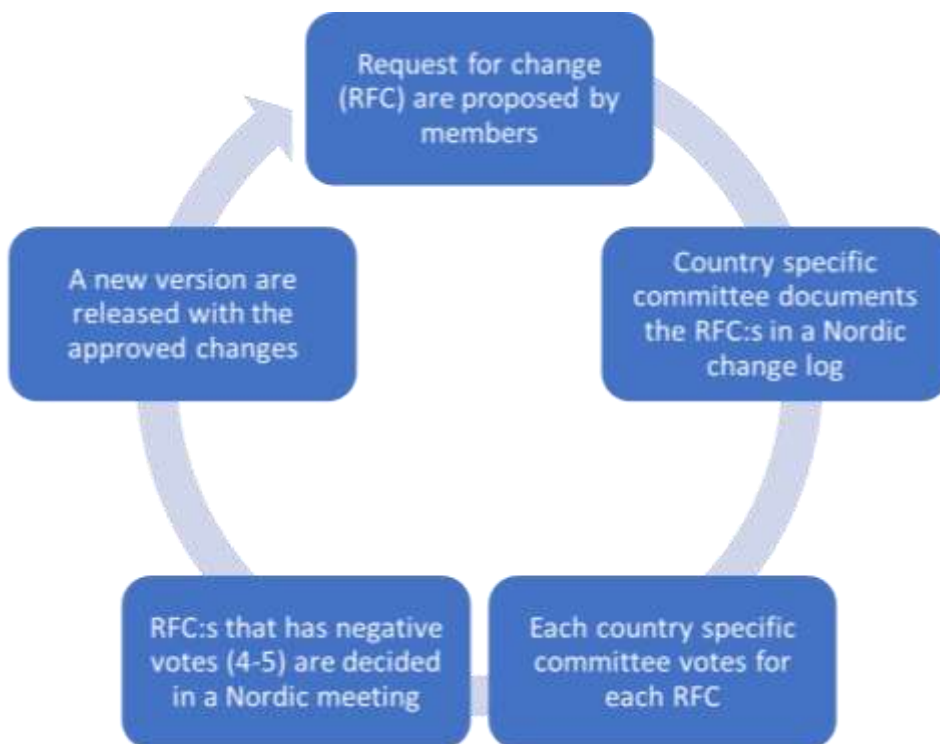 Request for change
(RFC) are proposed by
members
Country specific
committee documents
the RFC:s in a Nordic
change log
Each country specific
committee votes for
each RFC
RFC:s that has negative
votes (4-5) are decided
in a Nordic meeting
A new version are
released with the
approved changes